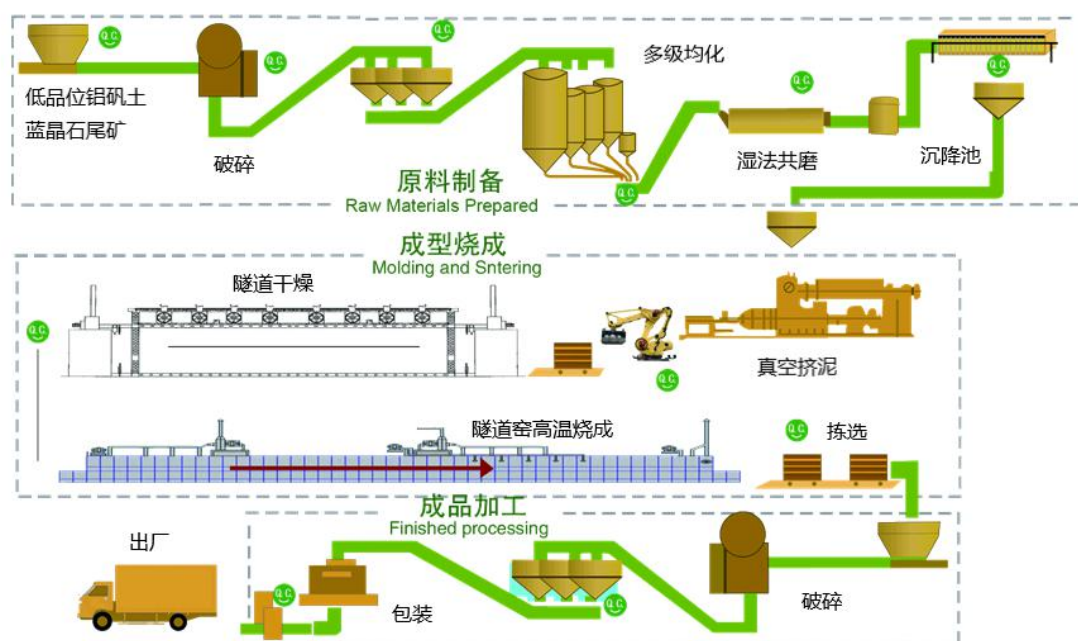 Q.C.
Q.C.
Q.C.
多级均化
Q.C.
Q.C.
低品位铝矾土
蓝晶石尾矿
破碎
湿法共磨
沉降池
Q.C.
原料制备
Raw Materials Prepared
成型烧成
Molding and Sntering
隧道干燥
Q.C.
真空挤泥
Q.C.
隧道窑高温烧成
Q.C.
拣选
成品加工
Finished processing
出厂
Q.C.
包装
Q.C.
破碎